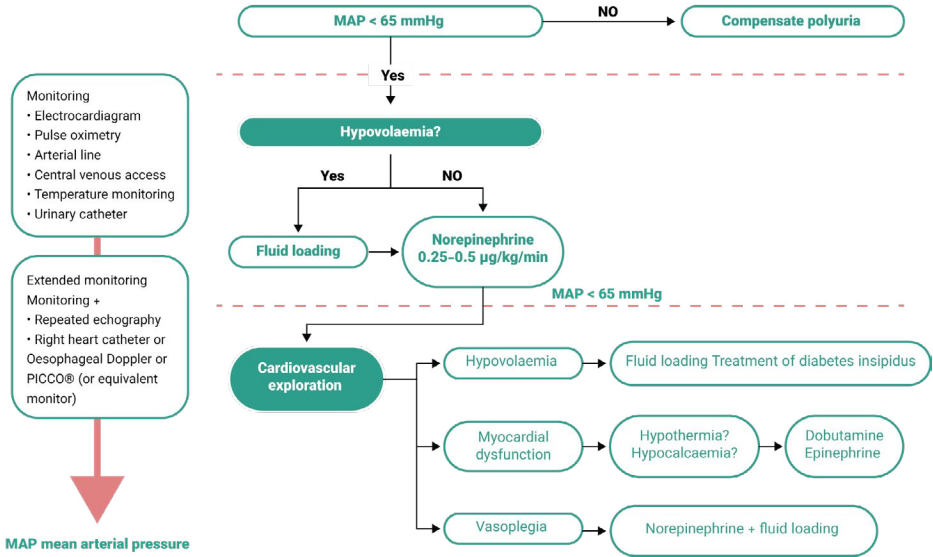 MAP < 65 mmHg
NO
Compensate polyuria
Yes
Monitoring
• Electrocardiagram
• Pulse oximetry
• Arterial line
• Central venous access
• Temperature monitoring
• Urinary catheter
Hypovolaemia?
Yes
NO
Fluid loading
Norepinephrine
0.25–0.5 µg/kg/min
MAP < 65 mmHg
Extended monitoring
Monitoring +
• Repeated echography
• Right heart catheter or
Oesophageal Doppler or
PICCO® (or equivalent
monitor)
Cardiovascular
exploration
Hypovolaemia
Fluid loading Treatment of diabetes insipidus
Myocardial
dysfunction
Hypothermia?
Hypocalcaemia?
Dobutamine
Epinephrine
Vasoplegia
Norepinephrine + fluid loading
MAP mean arterial pressure